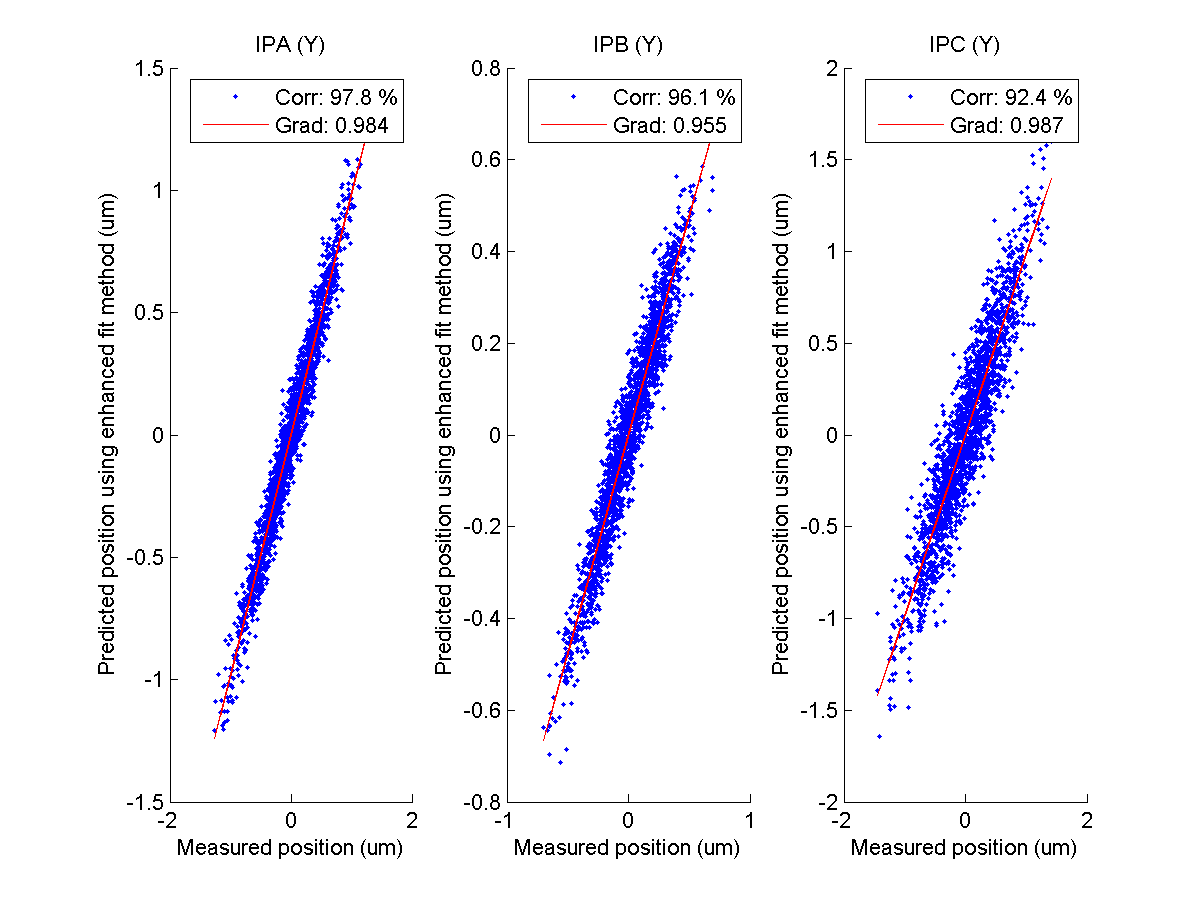 IPA (Y)
Corr: 97.8 %
Grad: 0.984
1.5
1
0.5
0
-0.5
-1
-1.5
-2
0
2
Measured position (um)
Predicted position using enhanced fit method (um)
IPB (Y)
Corr: 96.1 %
Grad: 0.955
0.8
0.6
0.4
0.2
0
-0.2
-0.4
-0.6
-0.8
-1
0
1
Measured position (um)
Predicted position using enhanced fit method (um)
IPC (Y)
Corr: 92.4 %
Grad: 0.987
2
1.5
1
0.5
0
-0.5
-1
-1.5
-2
-2
0
2
Measured position (um)
Predicted position using enhanced fit method (um)